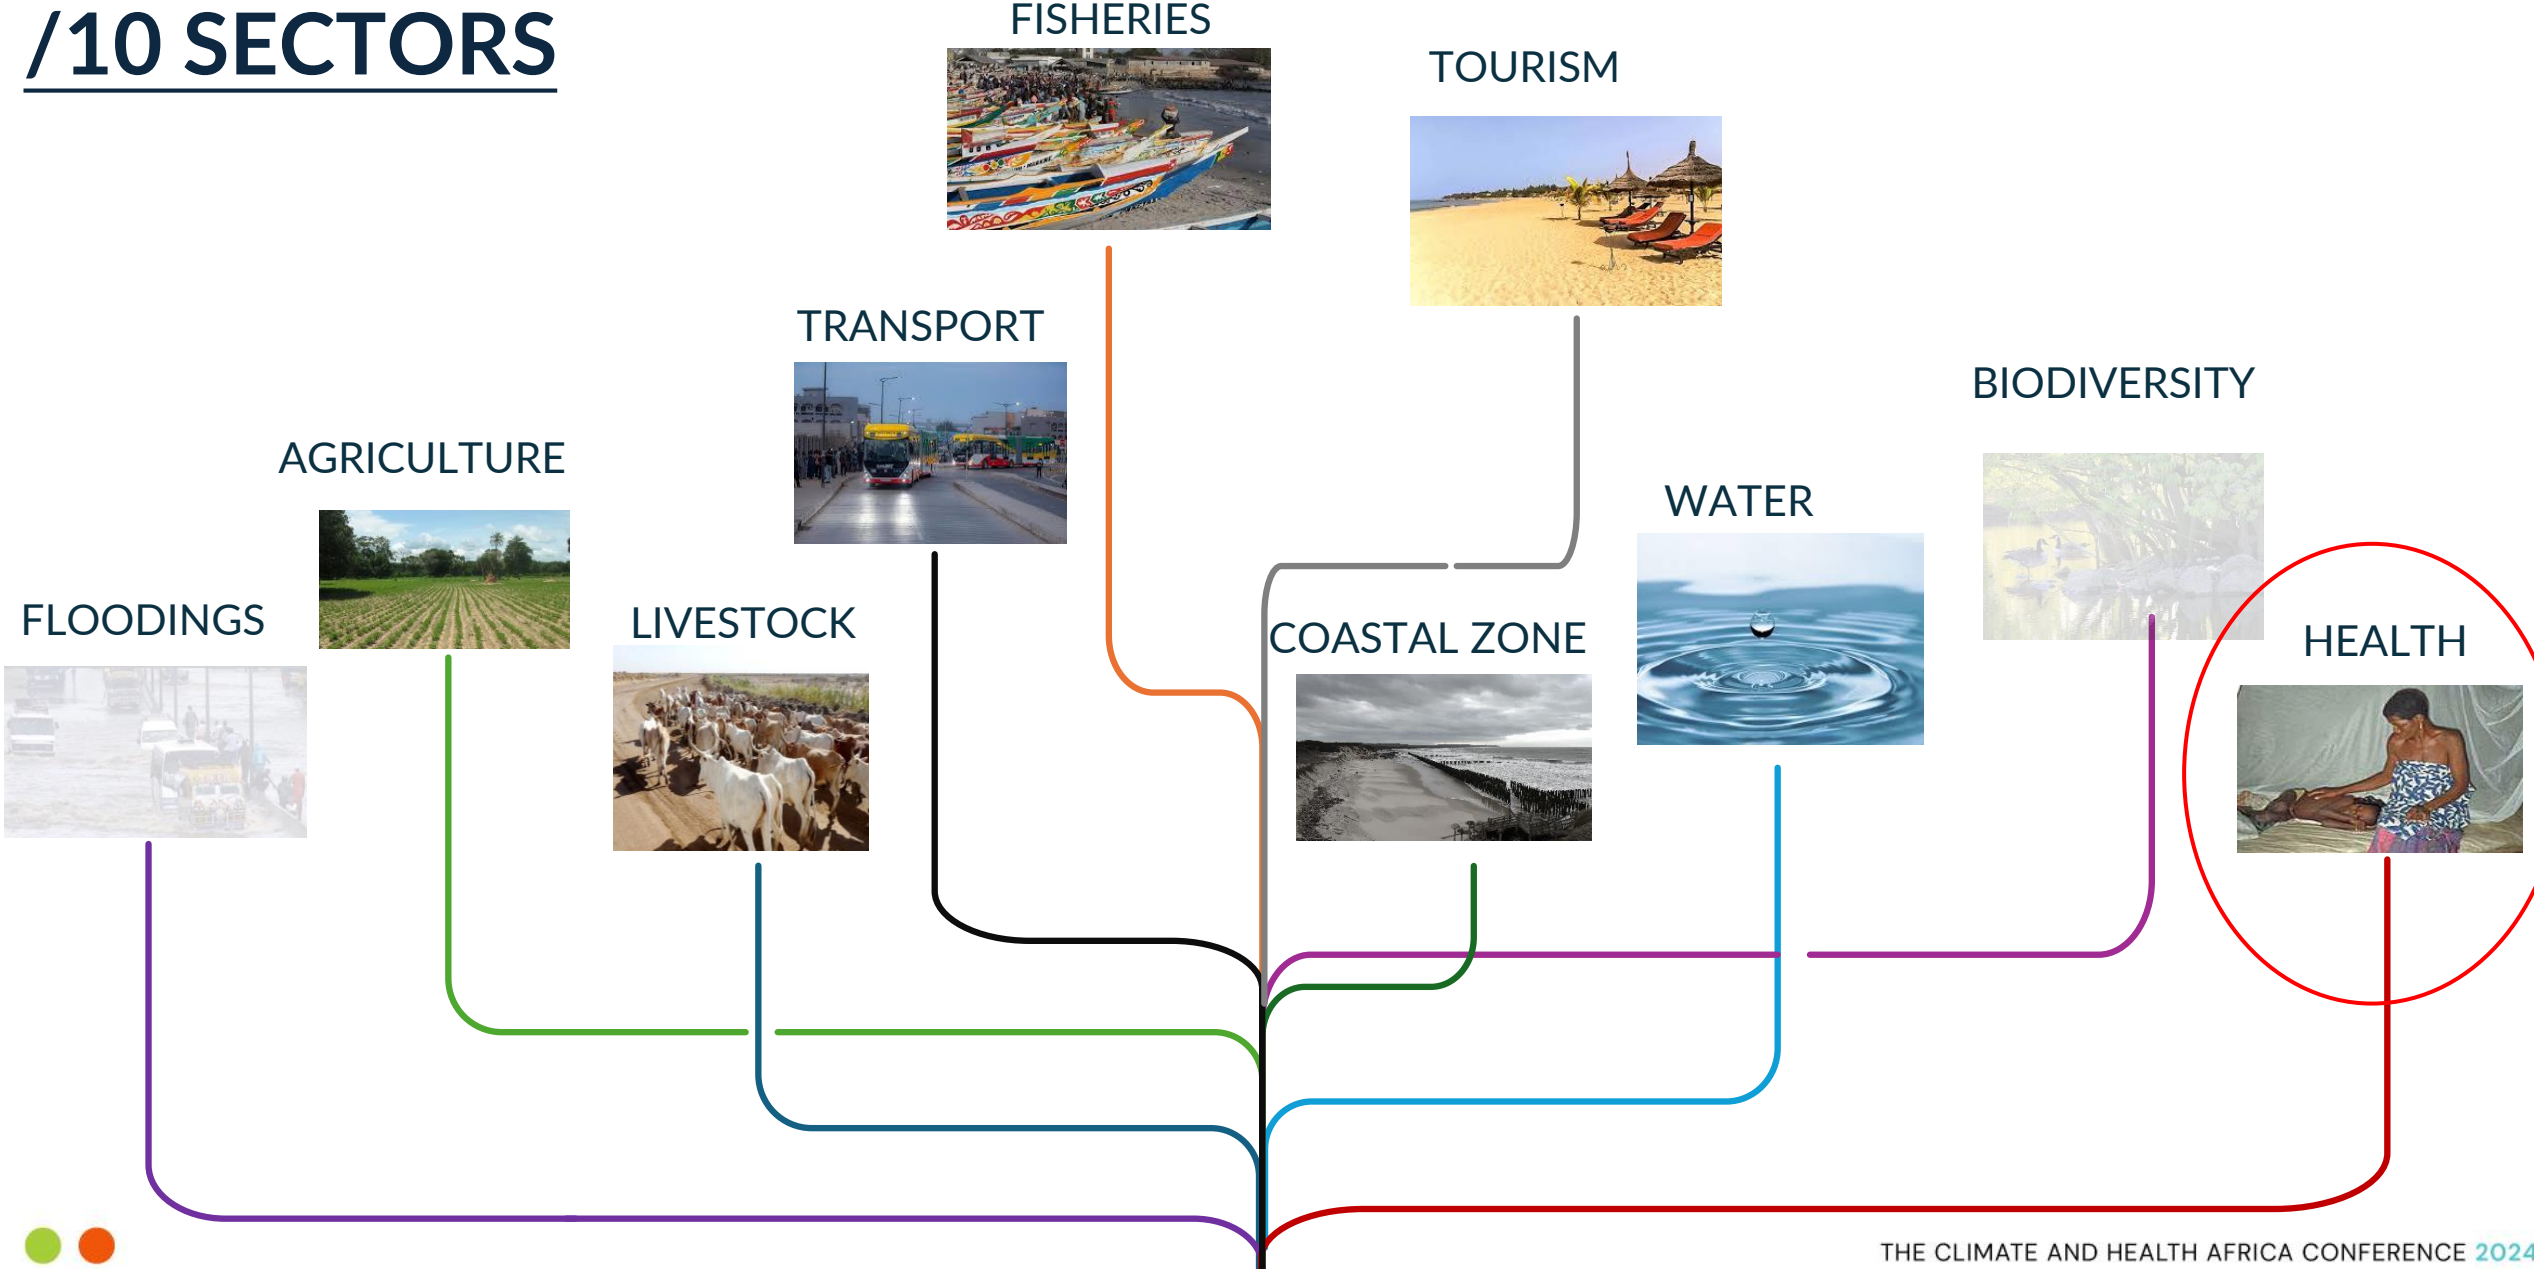 /10 SECTORS
FISHERIES
TOURISM
TRANSPORT
BIODIVERSITY
AGRICULTURE
WATER
FLOODINGS
LIVESTOCK
COASTAL ZONE
HEALTH
THE CLIMATE AND HEALTH AFRICA CONFERENCE 2024